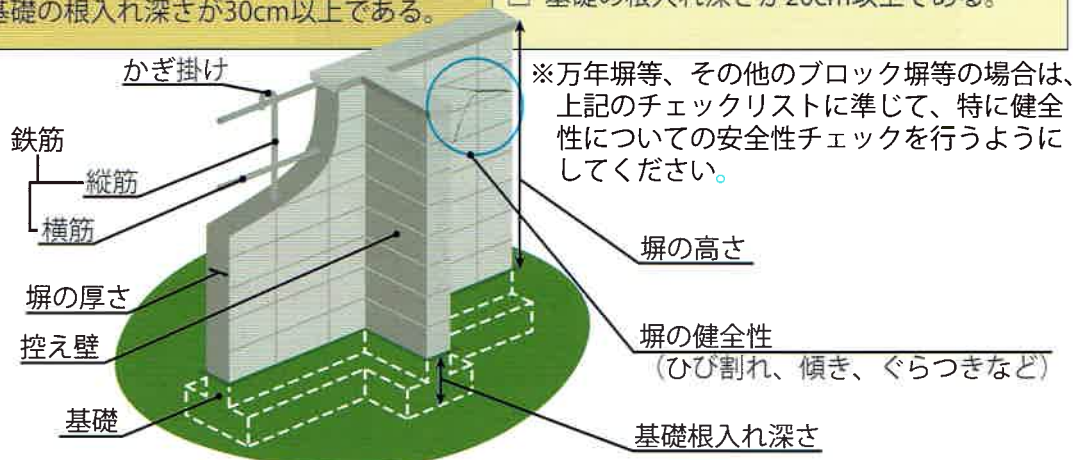 基礎の根入れ深さが30cm以上である。
□ 基礎の根入れ深さが20cm以上である。
かぎ掛け
※万年塀等、その他のブロック塀等の場合は、
上記のチェックリストに準じて、特に健全
性についての安全性チェックを行うように
してください。
鉄筋
縦筋
横筋
塀の高さ
塀の厚さ
控え壁
塀の健全性
（ひび割れ、傾き、ぐらつきなど）
基礎
基礎根入れ深さ